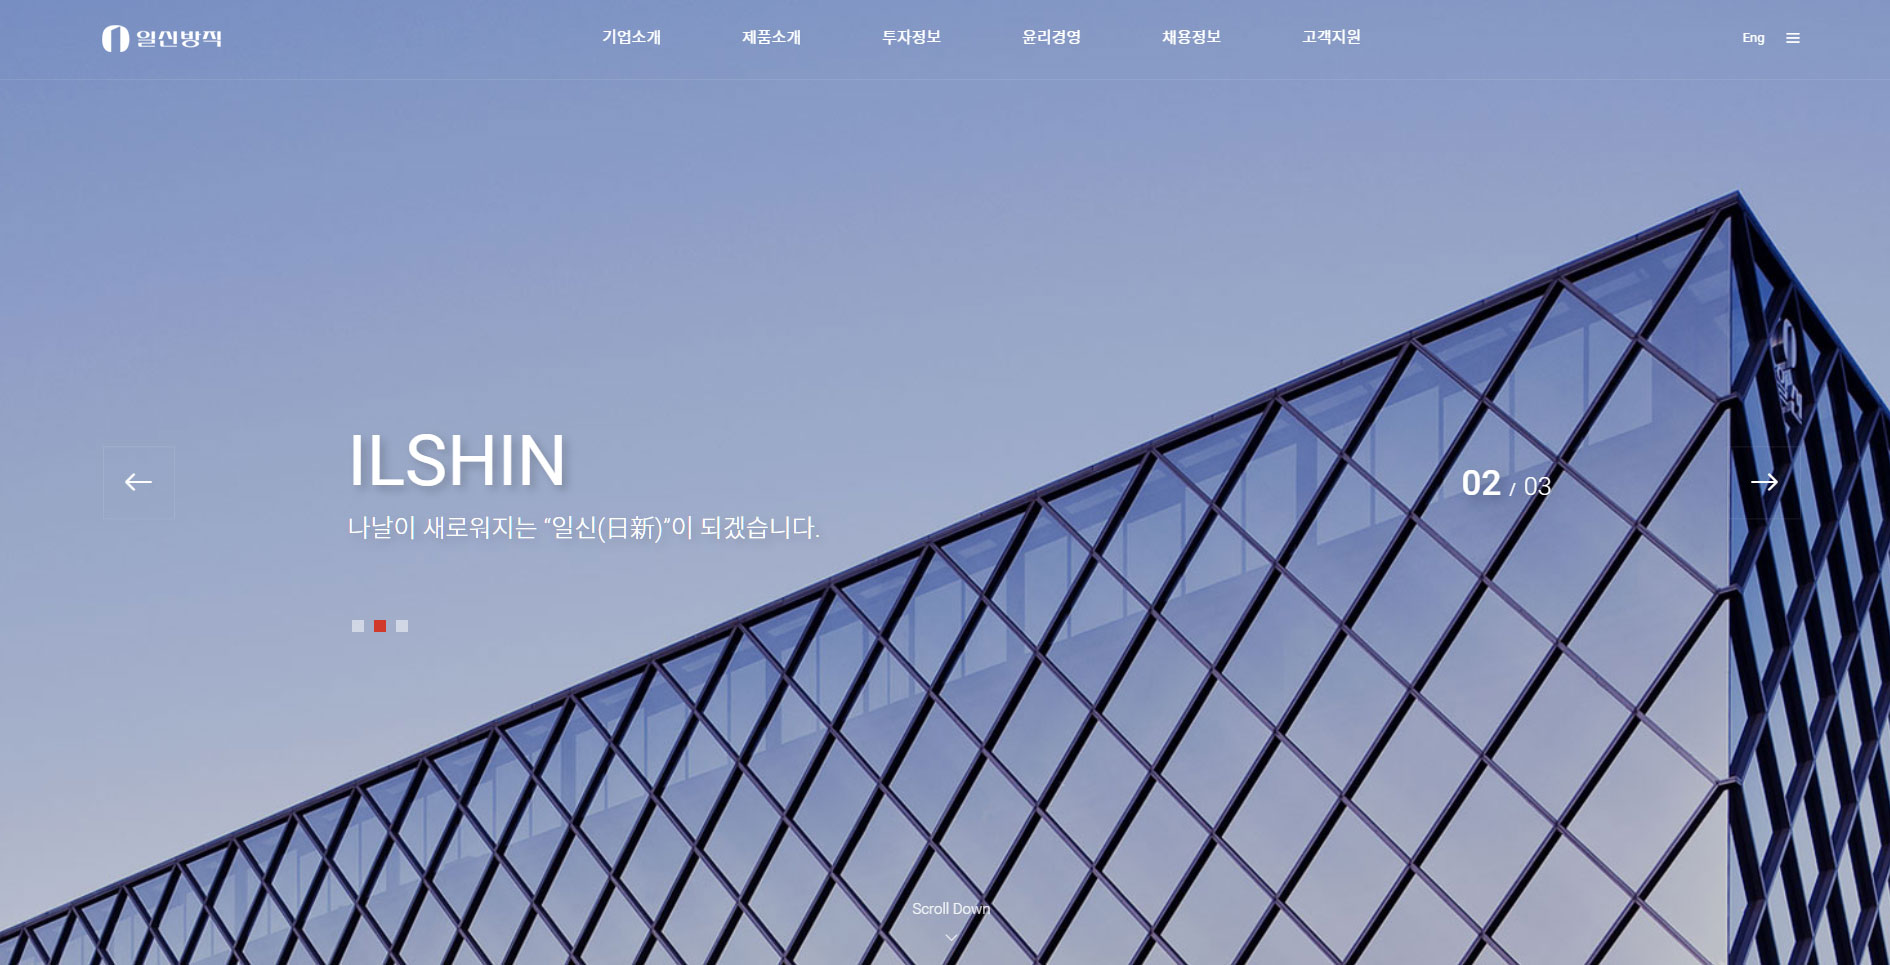 일신방직
기업소개
제품소개
투자정보
윤리경영
채용정보
고객지원
Eng
ILSHIN
나날이 새로워지는 “일신(日新)”이 되겠습니다.
02 / 03
Scroll Down